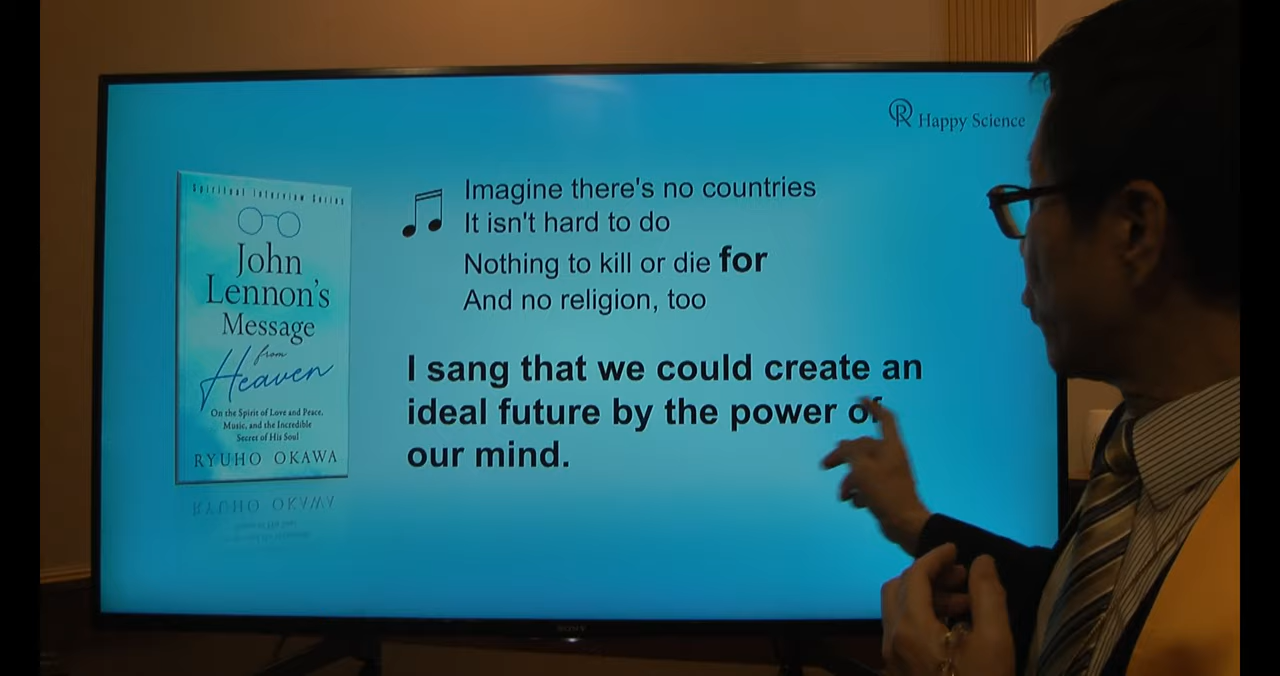 Happy Science
Spiritual Interview Series
John
Lennon's
Message
from
Heaven
On the Spirit of Love and Peace,
Music, and the Incredible
Secret of His Soul
RYUHO OKAWA
Imagine there's no countries
It isn't hard to do
Nothing to kill or die for
And no religion, too
I sang that we could create an
ideal future by the power of
our mind.
SONY